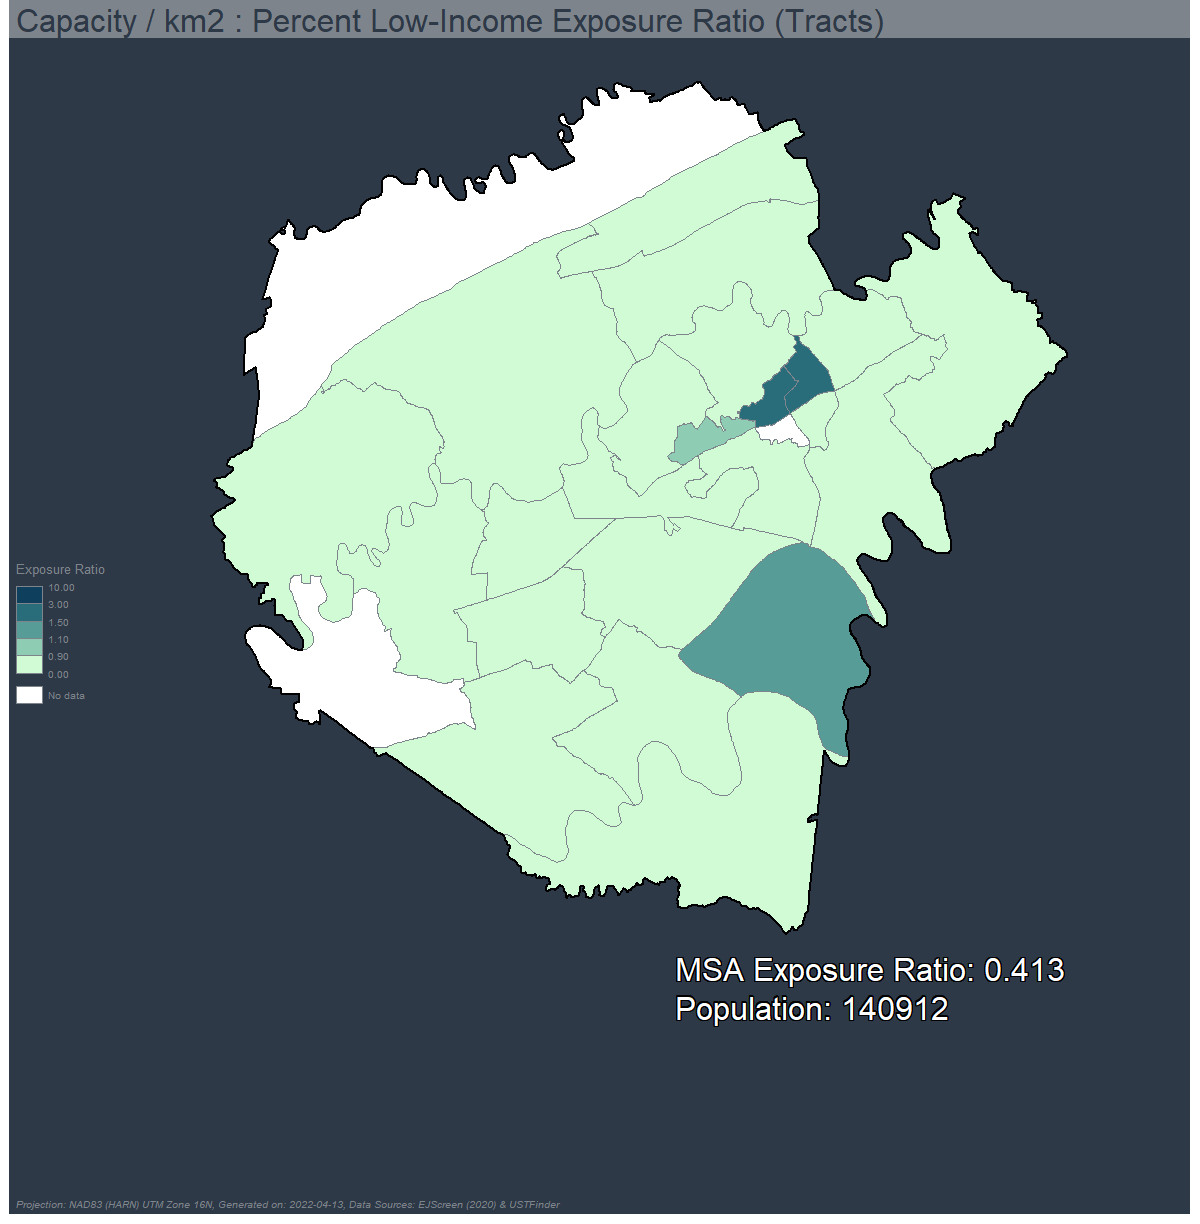 Capacity / km2 : Percent Low-Income Exposure Ratio (Tracts)
Exposure Ratio
10.00
3.00
1.50
1.10
0.90
0.00
No data
MSA Exposure Ratio: 0.413
Population: 140912
Projection: NAD83 (HARN) UTM Zone 16N, Generated on: 2022-04-13, Data Sources: EJScreen (2020) & USTFinder